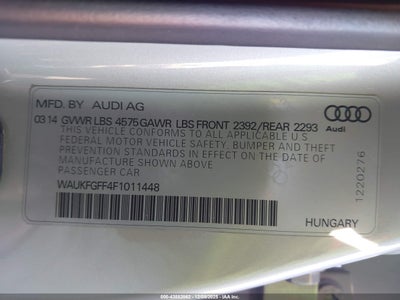 MFD. BY AUDI AG
03 14 GVWR LBS 4575 GAWR LBS FRONT 2392/REAR 2293
THIS VEHICLE CONFORMS TO ALL APPLICABLE
FEDERAL MOTOR VEHICLE SAFETY, BUMPER AND THEFT
PREVENTION STANDARDS IN EFFECT ON THE
DATE OF MANUFACTURE SHOWN ABOVE.
PASSENGER CAR
WAUKFGFF4F1011448
Audi
1220276
HUNGARY